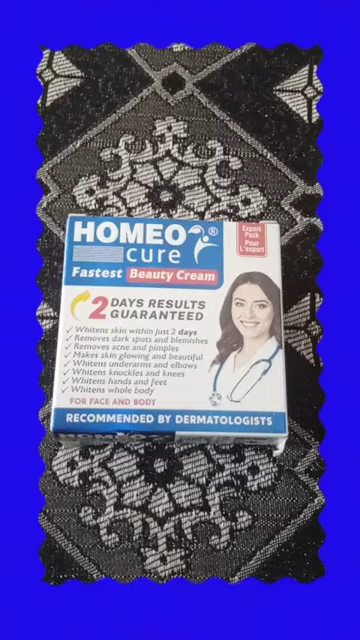 HOMEO®
cure
Fastest Beauty Cream
Export
Pack
Pour
L'export
2 DAYS RESULTS
GUARANTEED
✓ Whitens skin within just 2 days
✓ Removes dark spots and blemishes
✓ Removes acne and pimples
✓ Makes skin glowing and beautiful
✓ Whitens underarms and elbows
✓ Whitens knuckles and knees
✓ Whitens hands and feet
✓ Whitens whole body
FOR FACE AND BODY
RECOMMENDED BY DERMATOLOGISTS